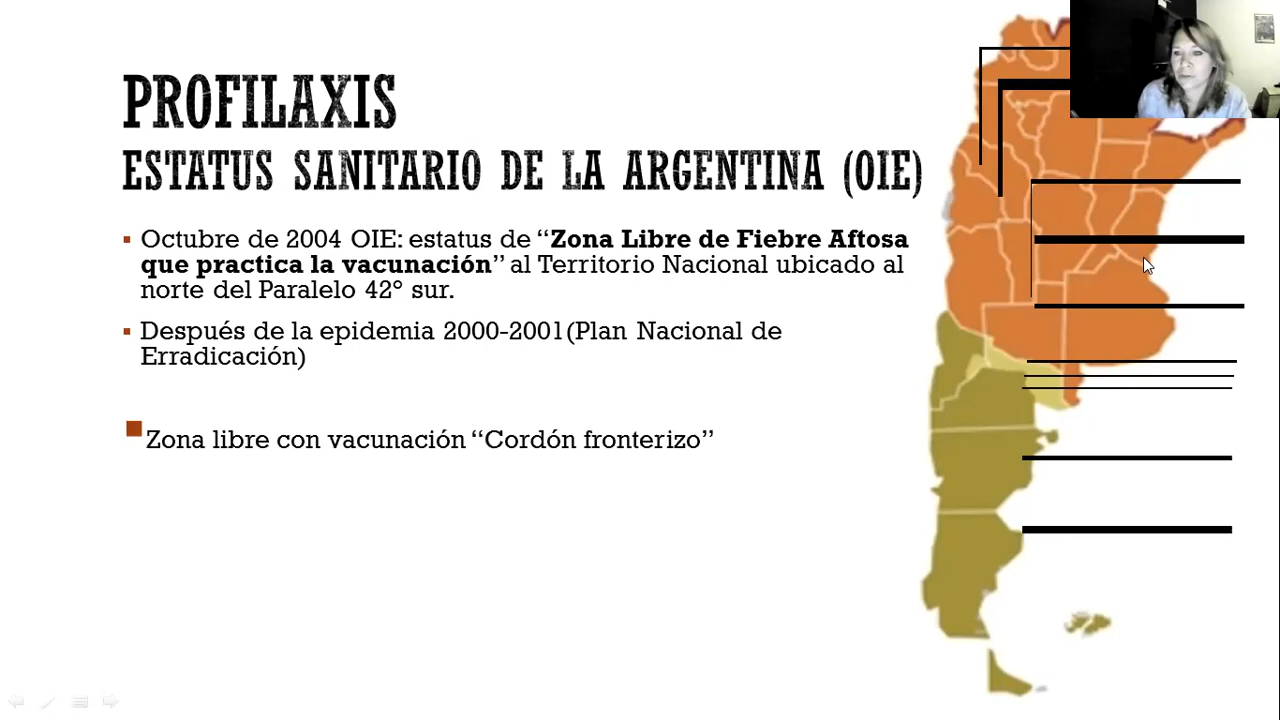 PROFILAXIS
ESTATUS SANITARIO DE LA ARGENTINA (OIE)
▪ Octubre de 2004 OIE: estatus de “Zona Libre de Fiebre Aftosa
que practica la vacunación” al Territorio Nacional ubicado al
norte del Paralelo 42° sur.
▪ Después de la epidemia 2000-2001(Plan Nacional de
Erradicación)
▪ Zona libre con vacunación “Cordón fronterizo”